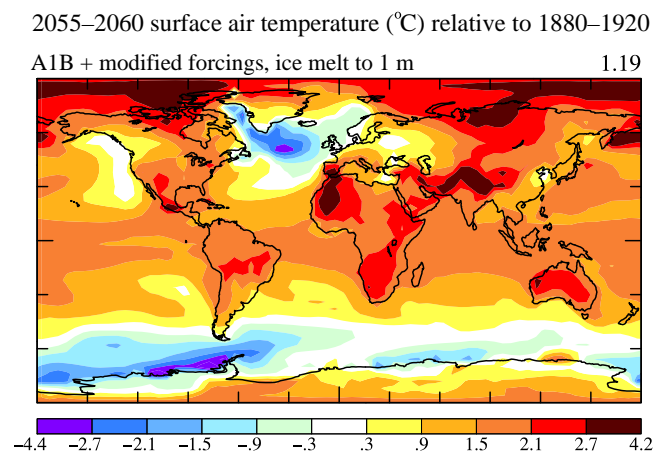 2055–2060 surface air temperature (°C) relative to 1880–1920
A1B + modified forcings, ice melt to 1 m 1.19
−4.4 −2.7 −2.1 −1.5 −.9 −.3 .3 .9 1.5 2.1 2.7 4.2